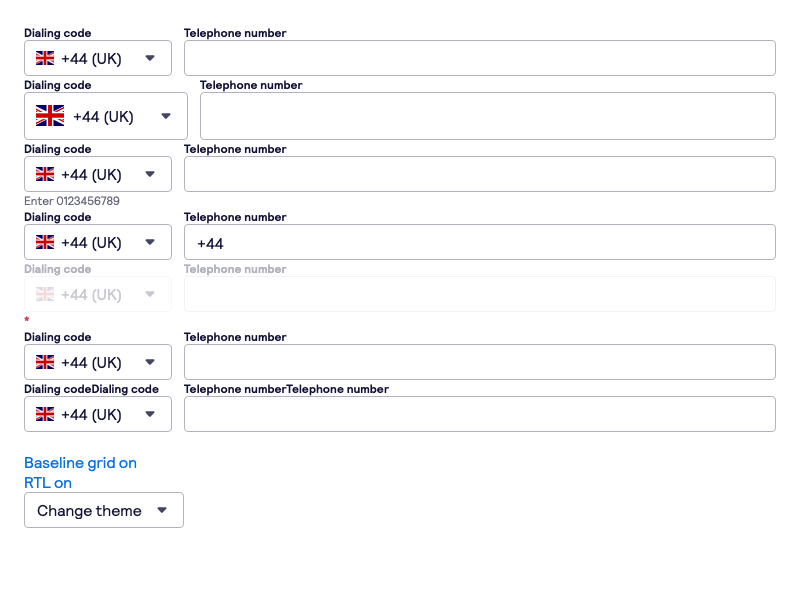 Dialing code Telephone number
+44 (UK)
Dialing code Telephone number
+44 (UK)
Dialing code Telephone number
+44 (UK)
Enter 0123456789
Dialing code Telephone number
+44 (UK) +44
Dialing code Telephone number
+44 (UK)
*
Dialing code Telephone number
+44 (UK)
Dialing codeDialing code Telephone numberTelephone number
+44 (UK)
Baseline grid on
RTL on
Change theme